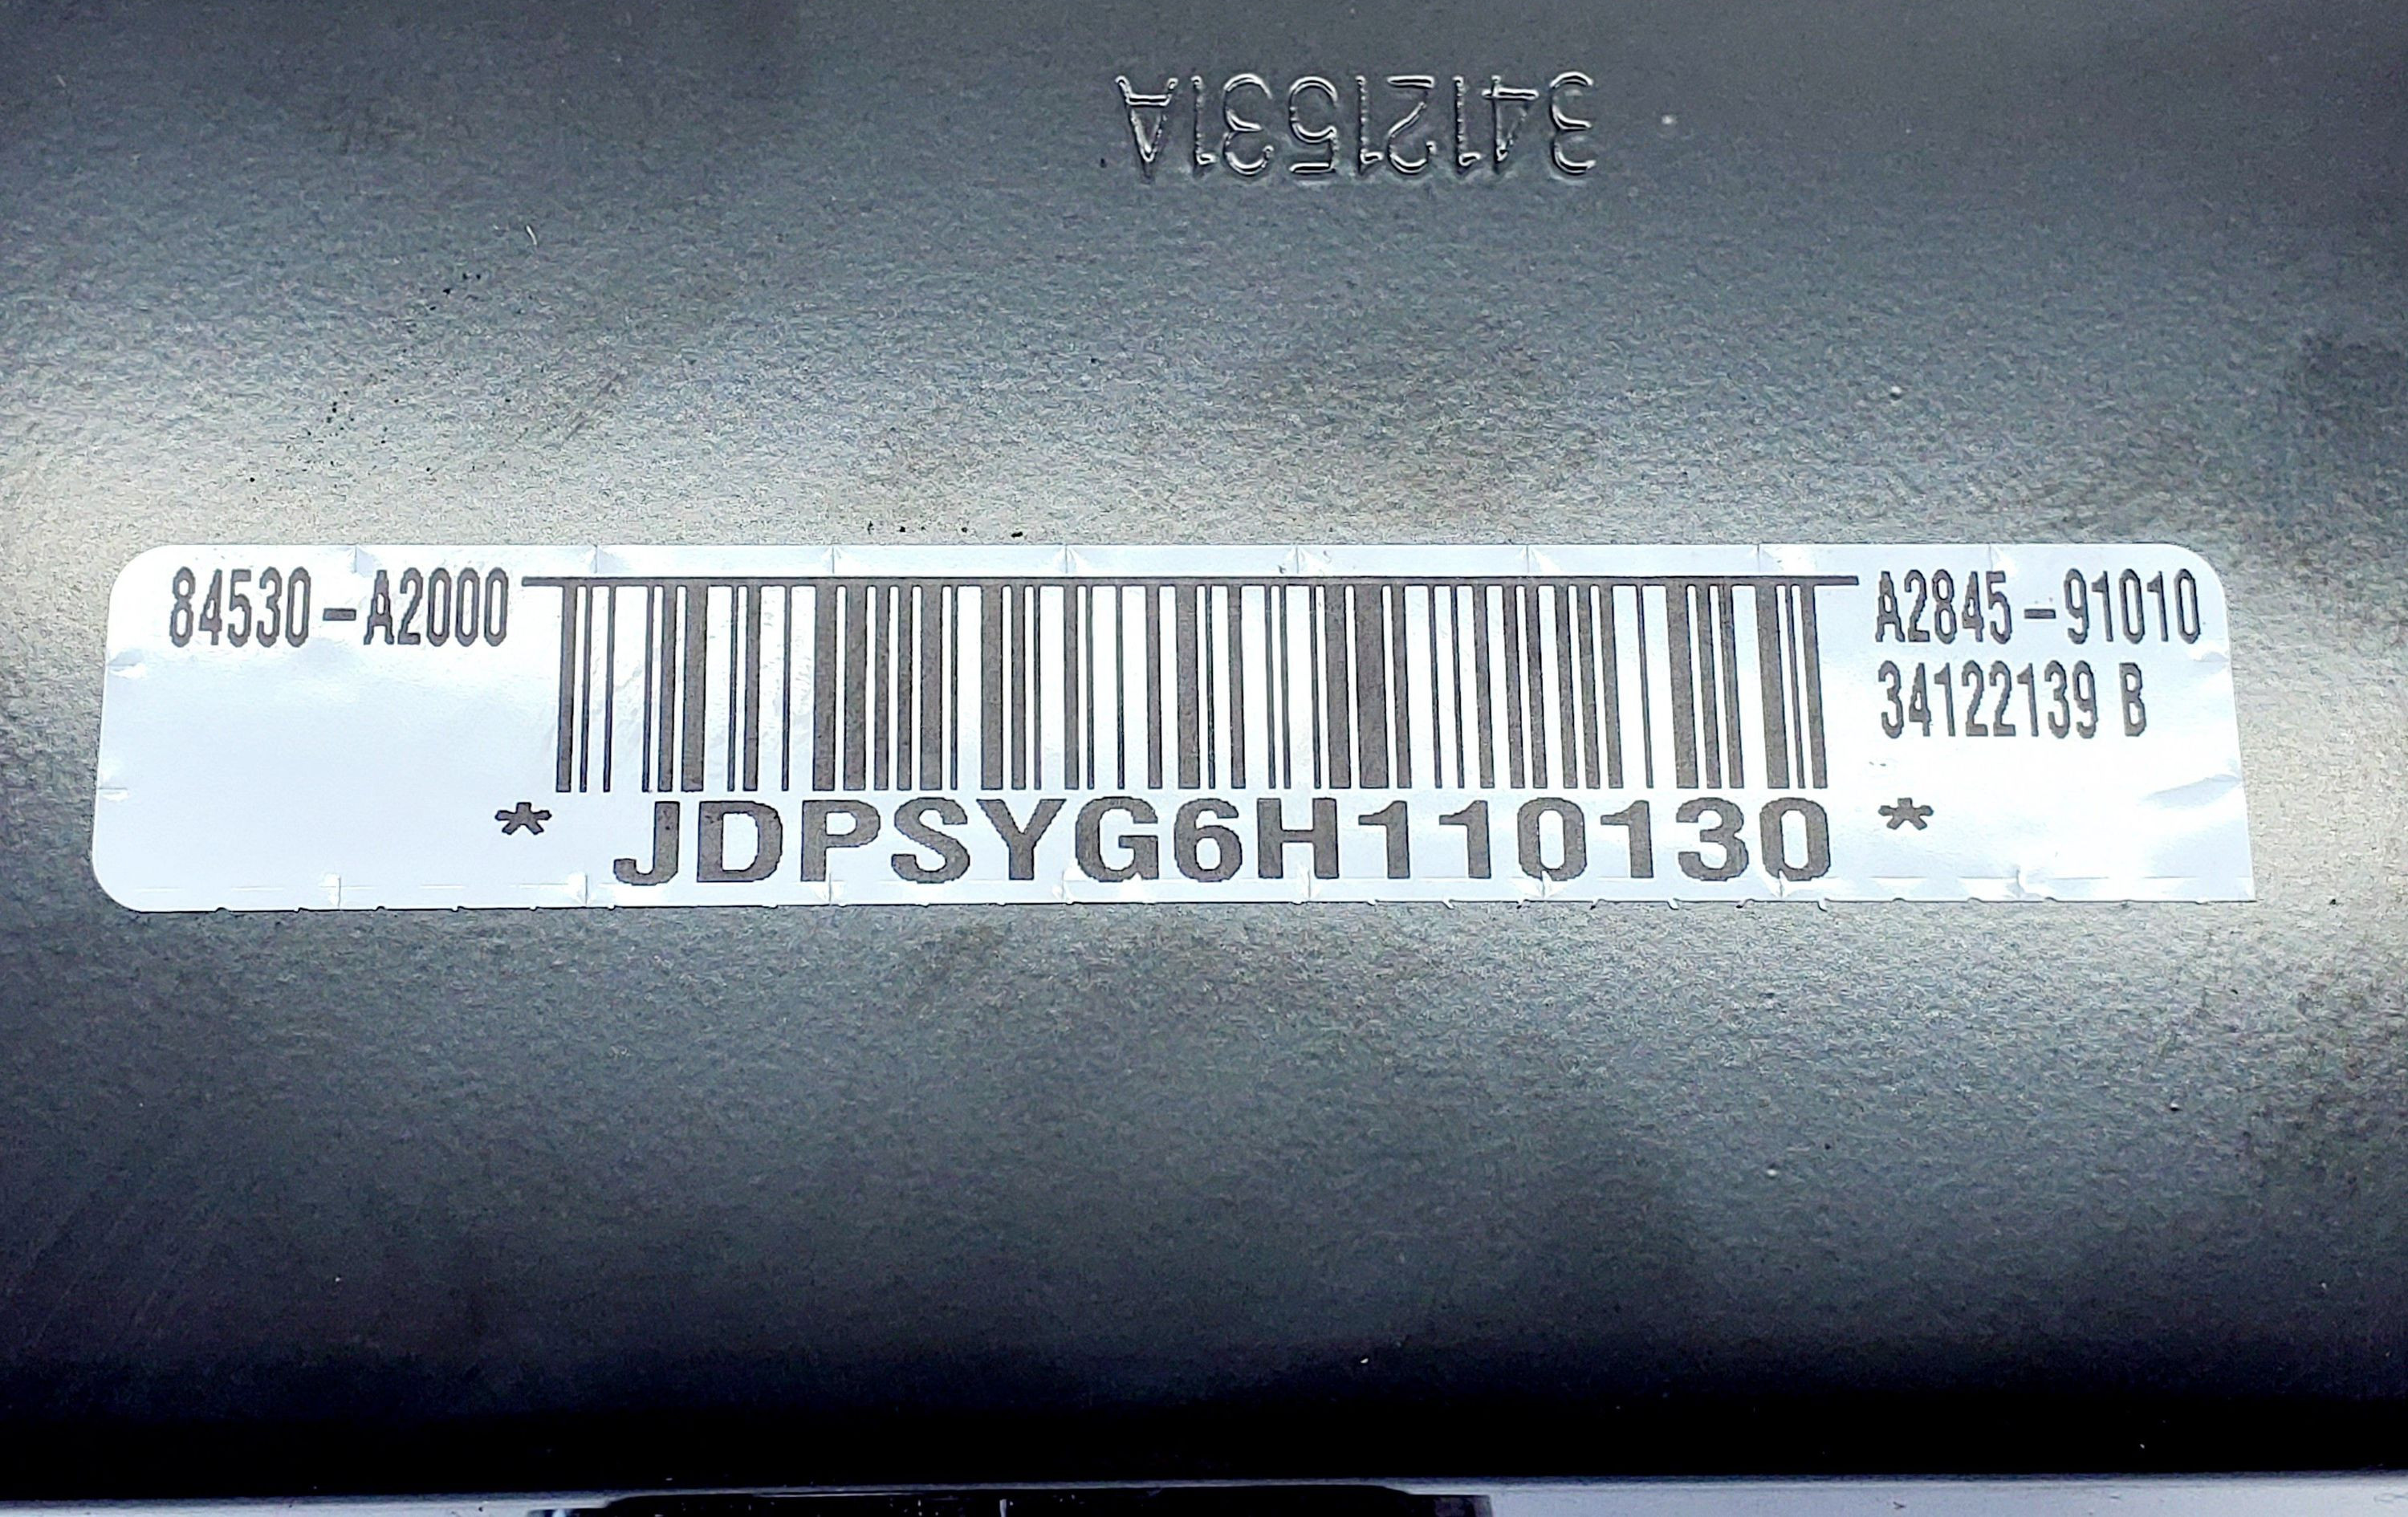 34121531A
84530-A2000
A2845-91010
34122139 B
* JDPSYG6H110130 *